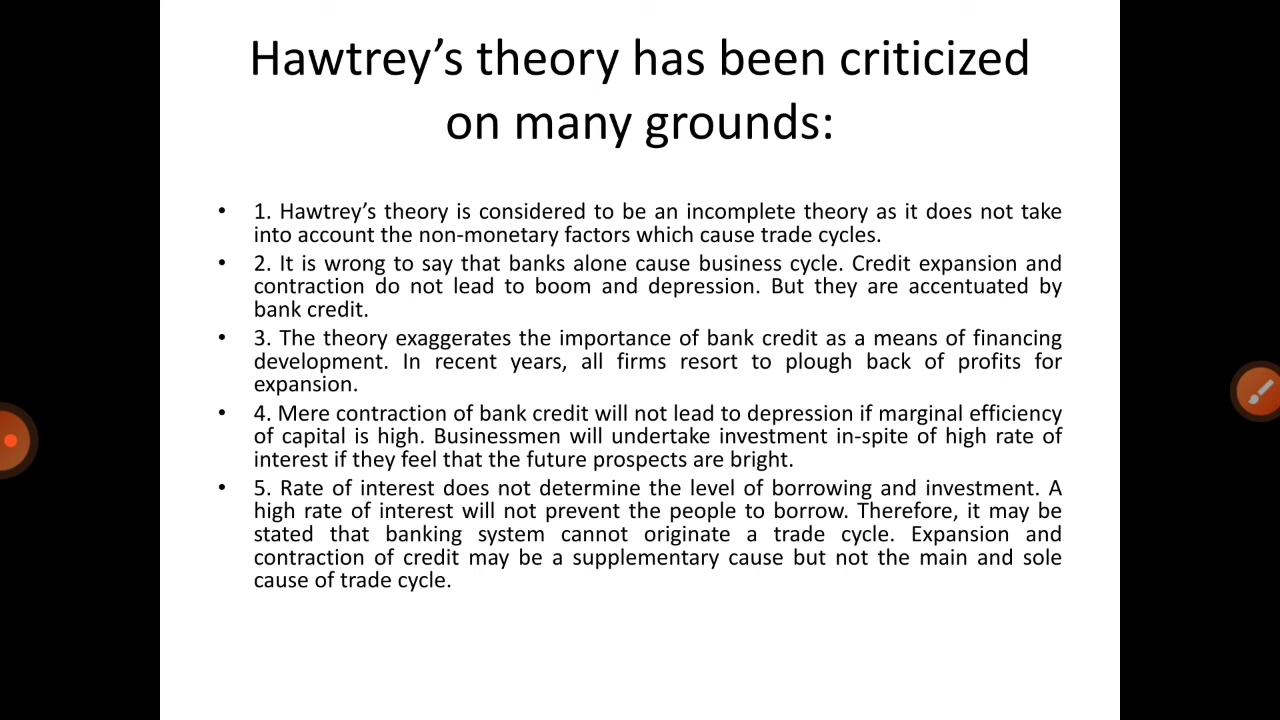 Hawtrey’s theory has been criticized
on many grounds:
• 1. Hawtrey’s theory is considered to be an incomplete theory as it does not take
into account the non-monetary factors which cause trade cycles.
• 2. It is wrong to say that banks alone cause business cycle. Credit expansion and
contraction do not lead to boom and depression. But they are accentuated by
bank credit.
• 3. The theory exaggerates the importance of bank credit as a means of financing
development. In recent years, all firms resort to plough back of profits for
expansion.
• 4. Mere contraction of bank credit will not lead to depression if marginal efficiency
of capital is high. Businessmen will undertake investment in-spite of high rate of
interest if they feel that the future prospects are bright.
• 5. Rate of interest does not determine the level of borrowing and investment. A
high rate of interest will not prevent the people to borrow. Therefore, it may be
stated that banking system cannot originate a trade cycle. Expansion and
contraction of credit may be a supplementary cause but not the main and sole
cause of trade cycle.